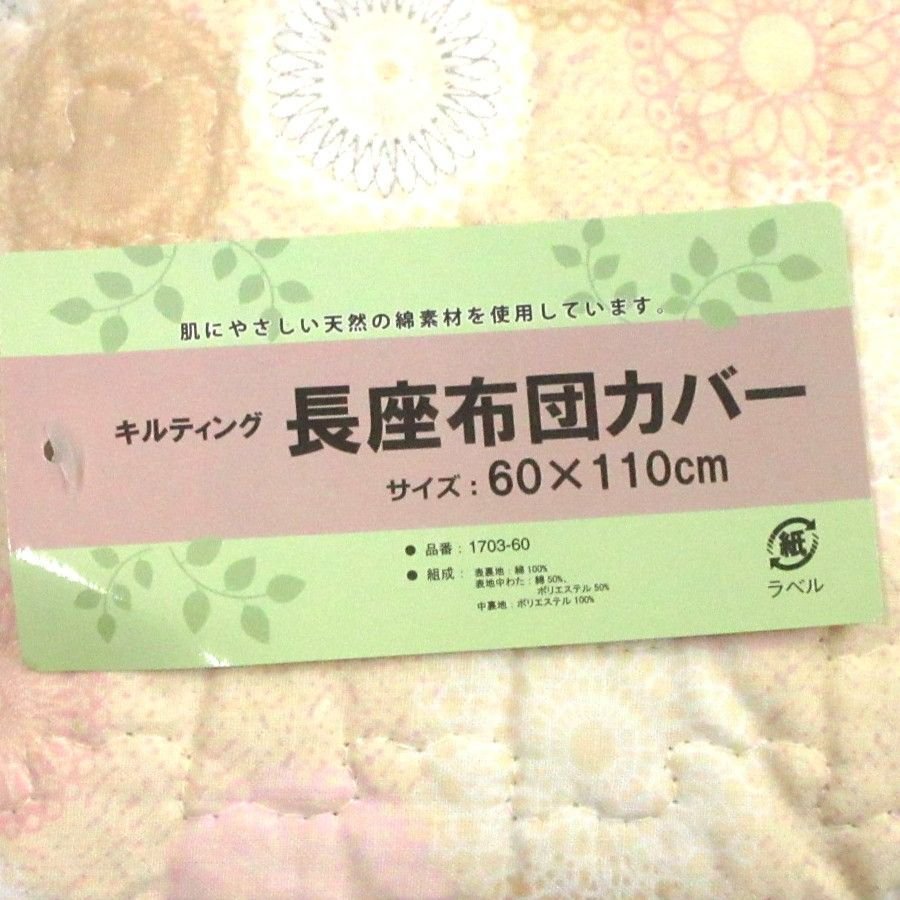 肌にやさしい天然の綿素材を使用しています。
キルティング 長座布団カバー
サイズ：60×110cm
● 品番：1703-60
● 組成： 表裏地：綿100%
表地中わた：綿 50%、
ポリエステル 50%
中裏地：ポリエステル 100%
紙
ラベル